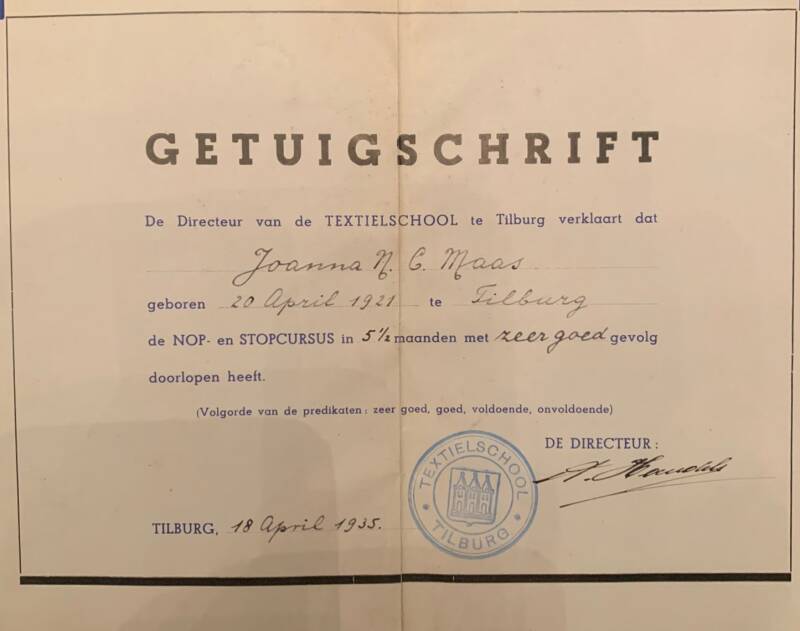 GETUIGSCHRIFT
De Directeur van de TEXTIELSCHOOL te Tilburg verklaart dat
Joanna N. C. Maas
geboren 20 April 1921 te Tilburg
de NOP- en STOPCURSUS in 5½ maanden met zeer goed gevolg
doorlopen heeft.
(Volgorde van de predikaten: zeer goed, goed, voldoende, onvoldoende)
DE DIRECTEUR:
TEXTIELSCHOOL
TILBURG
TILBURG, 18 April 1935.